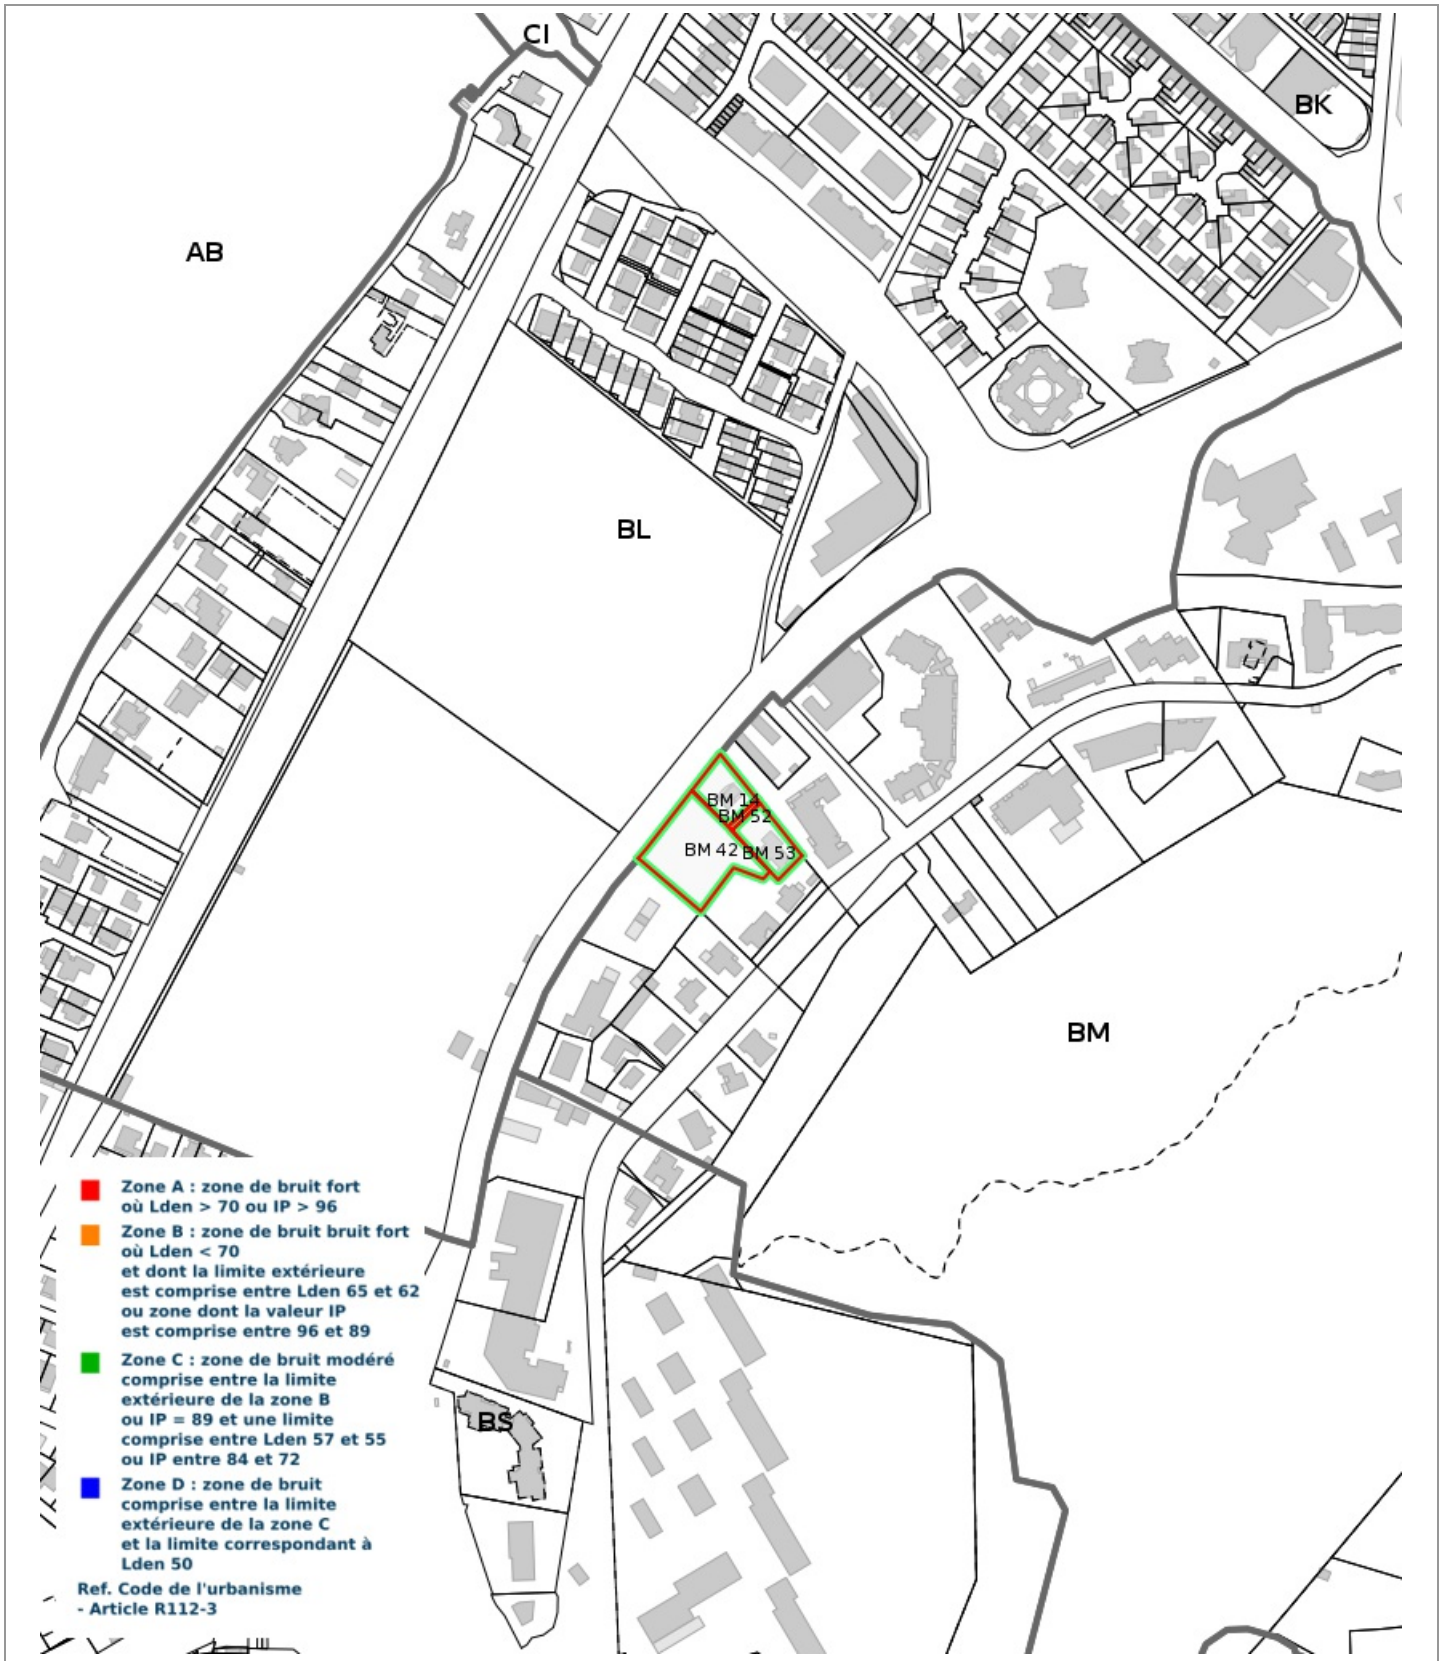 CI
BK
AB
BL
BM 14
BM 52
BM 42
BM 53
BM
Zone A : zone de bruit fort
où Lden > 70 ou IP > 96
Zone B : zone de bruit bruit fort
où Lden < 70
et dont la limite extérieure
est comprise entre Lden 65 et 62
ou zone dont la valeur IP
est comprise entre 96 et 89
Zone C : zone de bruit modéré
comprise entre la limite
extérieure de la zone B
ou IP = 89 et une limite
comprise entre Lden 57 et 55
ou IP entre 84 et 72
BS
Zone D : zone de bruit
comprise entre la limite
extérieure de la zone C
et la limite correspondant à
Lden 50
Ref. Code de l'urbanisme
- Article R112-3